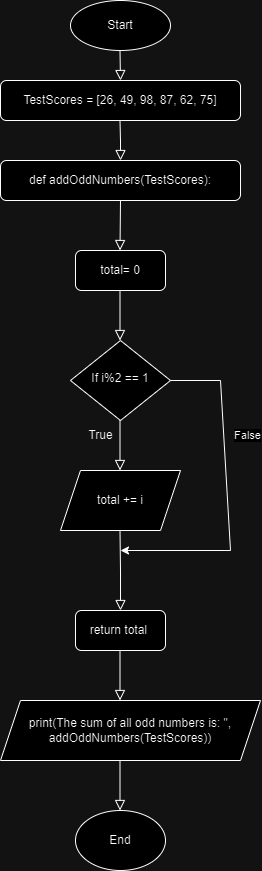 Start
TestScores = [26, 49, 98, 87, 62, 75]
def addOddNumbers(TestScores):
total= 0
If i%2 == 1
True
False
total += i
return total
print(The sum of all odd numbers is: ",
addOddNumbers(TestScores))
End